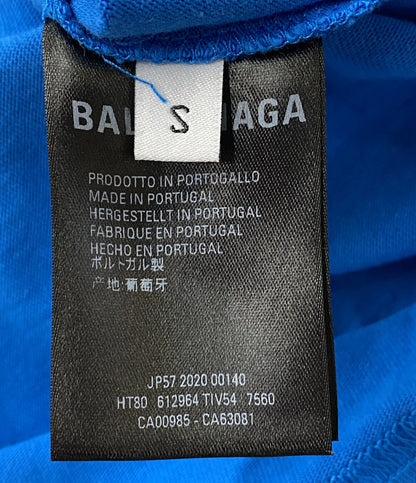 S
BAL IAGA
PRODOTTO IN PORTOGALLO
MADE IN PORTUGAL
HERGESTELLT IN PORTUGAL
FABRIQUE EN PORTUGAL
HECHO EN PORTUGAL
ポルトガル製
产地:葡萄牙
JP57 2020 00140
HT80 612964 TIV54 7560
CA00985 - CA63081